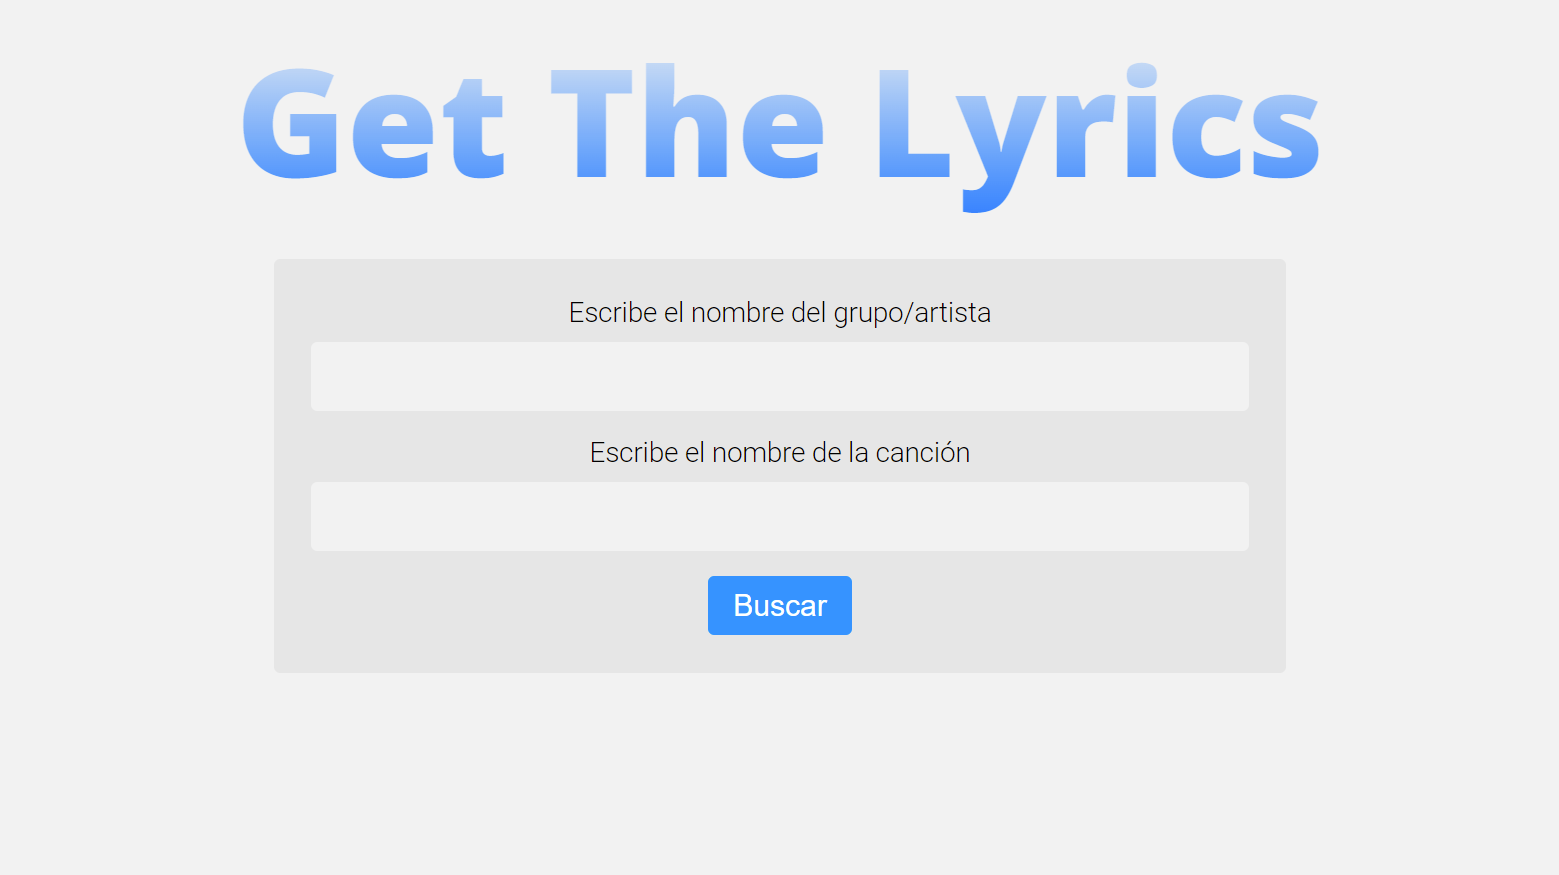 Get The Lyrics
Escribe el nombre del grupo/artista
Escribe el nombre de la canción
Buscar